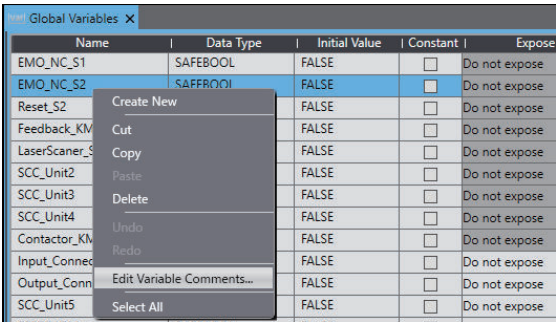 Global Variables X
Name | Data Type | Initial Value | Constant | Expose
EMO_NC_S1 SAFEBOOL FALSE Do not expose
EMO_NC_S2 SAFEBOOL FALSE Do not expose
Reset_S2 FALSE Do not expose
Feedback_KM FALSE Do not expose
LaserScaner_S FALSE Do not expose
SCC_Unit2 FALSE Do not expose
SCC_Unit3 FALSE Do not expose
SCC_Unit4 FALSE Do not expose
Contactor_KM FALSE Do not expose
Input_Connec FALSE Do not expose
Output_Conn FALSE Do not expose
SCC_Unit5 FALSE Do not expose
Create New
Cut
Copy
Paste
Delete
Undo
Redo
Edit Variable Comments...
Select All